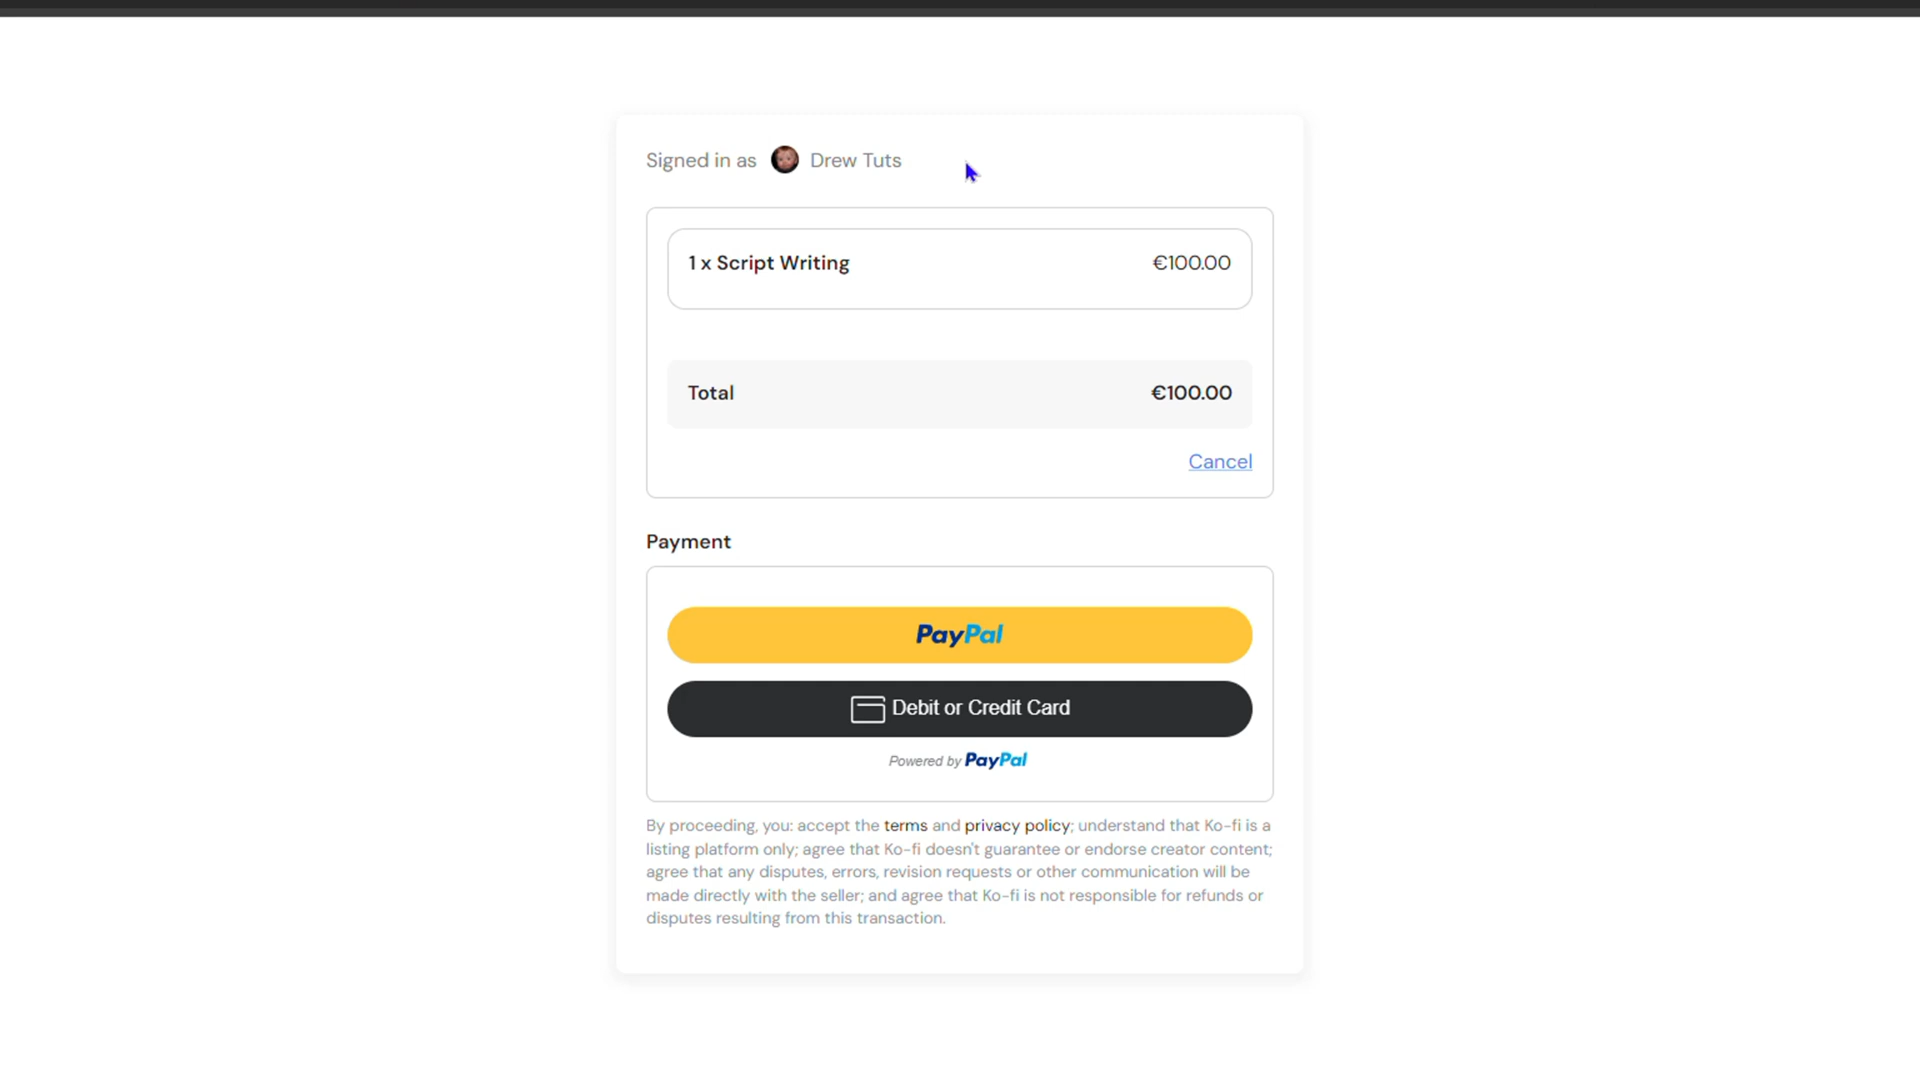 Signed in as Drew Tuts
1 x Script Writing €100.00
Total €100.00
Cancel
Payment
PayPal
Debit or Credit Card
Powered by PayPal
By proceeding, you: accept the terms and privacy policy; understand that Ko-fi is a
listing platform only; agree that Ko-fi doesn't guarantee or endorse creator content;
agree that any disputes, errors, revision requests or other communication will be
made directly with the seller; and agree that Ko-fi is not responsible for refunds or
disputes resulting from this transaction.